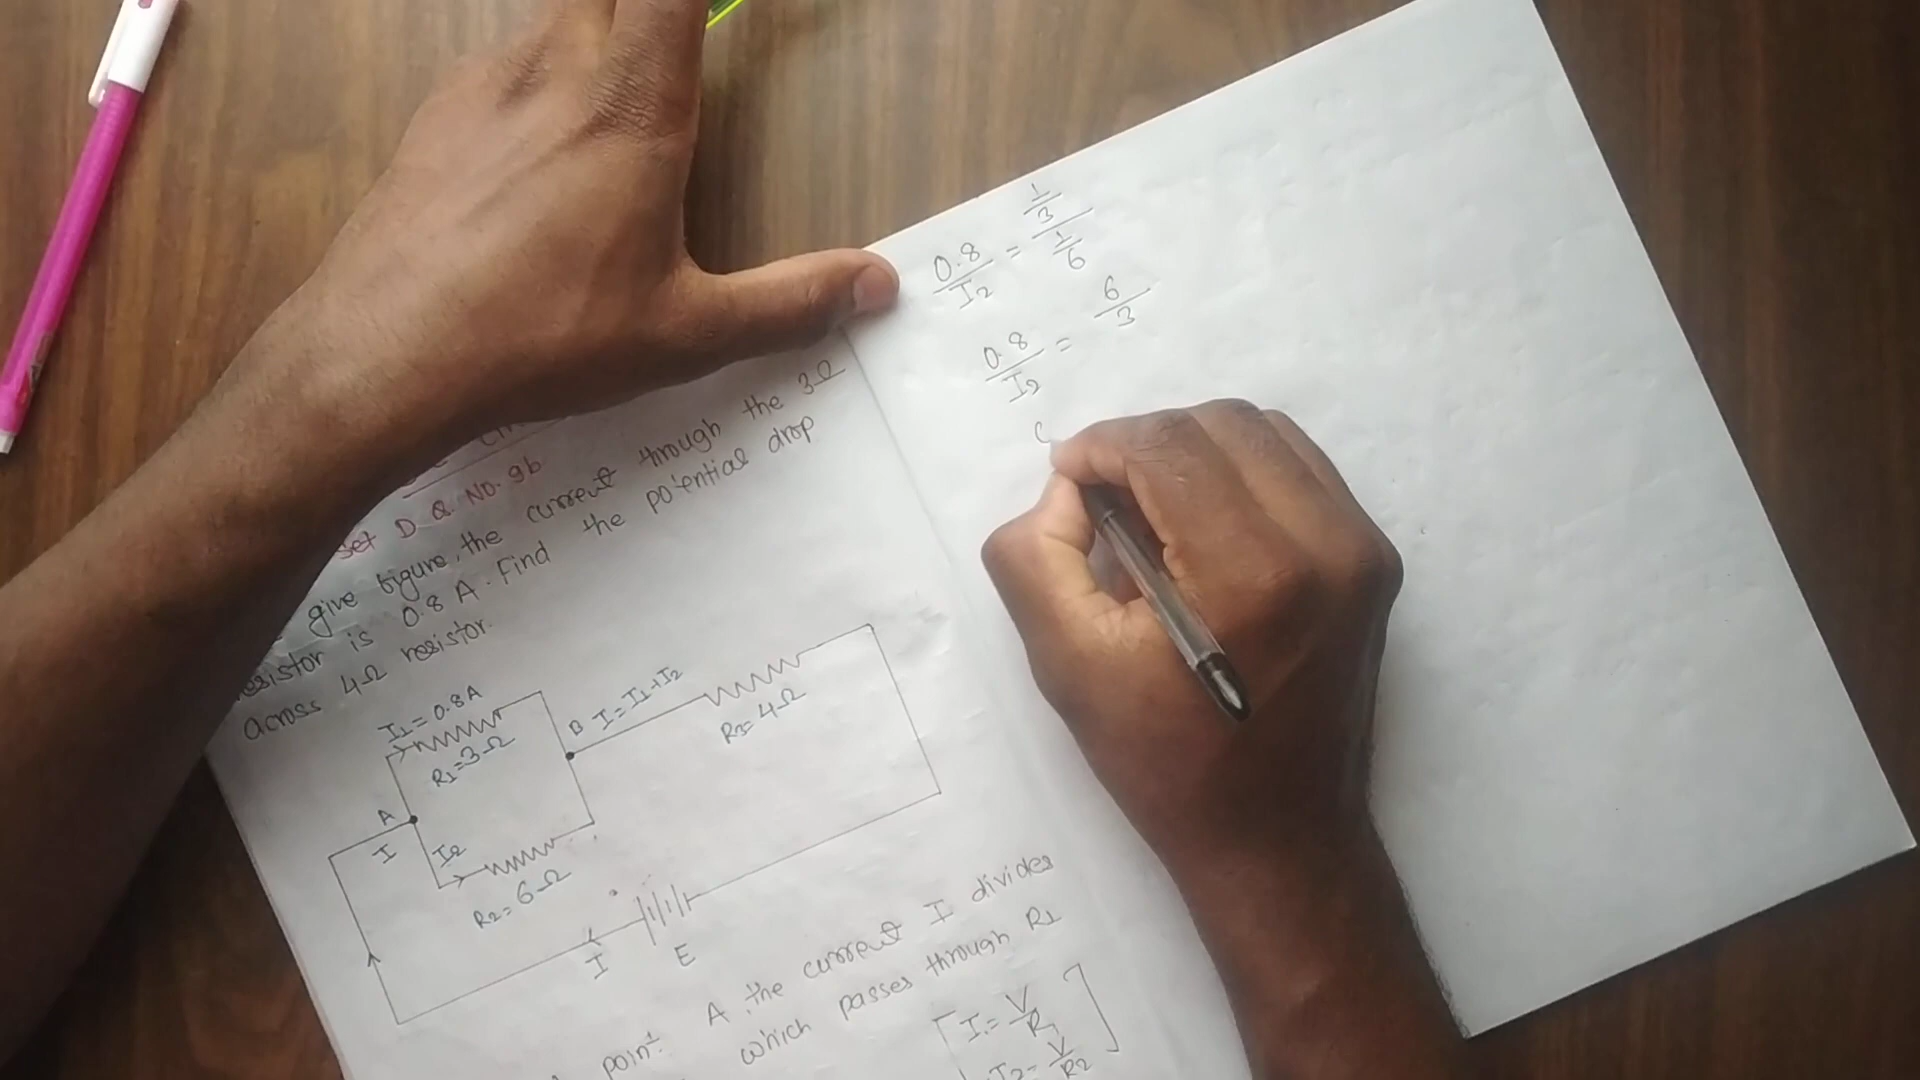 Set D Q. No. 9b
give figure, the current through the 3Ω
resistor is 0.8 A. Find the potential drop
across 4Ω resistor.
I1 = 0.8A
R1=3Ω
A
I
I2
R2=6Ω
B I=I1+I2
R3=4Ω
I
E
point A, the current I divides
which passes through R1
[I1=V/R1
I2=V/R2]
0.8/I2 = 1/3/1/6
0.8/I2 = 6/3